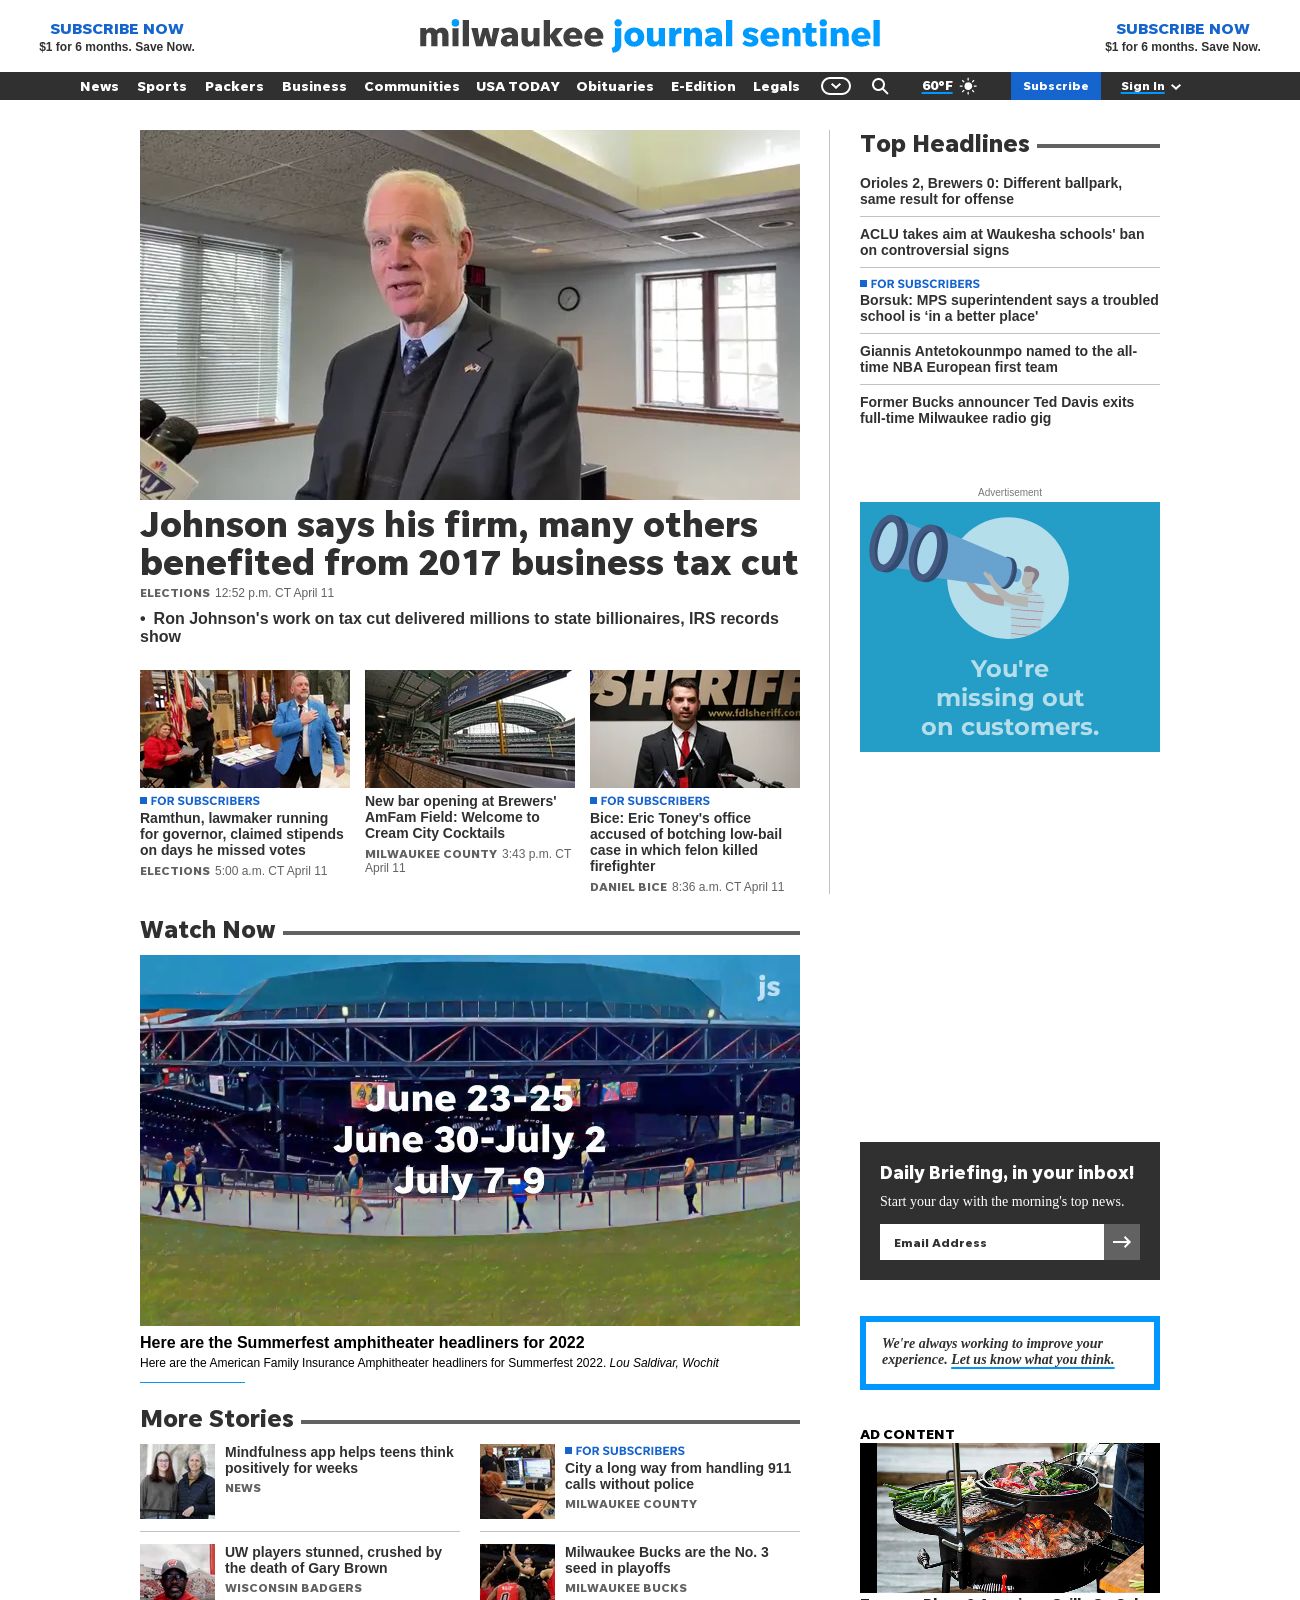 SUBSCRIBE NOW
$1 for 6 months. Save Now.
milwaukee journal sentinel
SUBSCRIBE NOW
$1 for 6 months. Save Now.
News Sports Packers Business Communities USA TODAY Obituaries E-Edition Legals 60°F Subscribe Sign In
Johnson says his firm, many others
benefited from 2017 business tax cut
ELECTIONS 12:52 p.m. CT April 11
• Ron Johnson's work on tax cut delivered millions to state billionaires, IRS records
show
SHERIFF
www.fdlsheriff.com
FOR SUBSCRIBERS
Ramthun, lawmaker running
for governor, claimed stipends
on days he missed votes
ELECTIONS 5:00 a.m. CT April 11
New bar opening at Brewers'
AmFam Field: Welcome to
Cream City Cocktails
MILWAUKEE COUNTY 3:43 p.m. CT
April 11
FOR SUBSCRIBERS
Bice: Eric Toney's office
accused of botching low-bail
case in which felon killed
firefighter
DANIEL BICE 8:36 a.m. CT April 11
Top Headlines
Orioles 2, Brewers 0: Different ballpark,
same result for offense
ACLU takes aim at Waukesha schools' ban
on controversial signs
FOR SUBSCRIBERS
Borsuk: MPS superintendent says a troubled
school is ‘in a better place'
Giannis Antetokounmpo named to the all-
time NBA European first team
Former Bucks announcer Ted Davis exits
full-time Milwaukee radio gig
Advertisement
You're
missing out
on customers.
Watch Now
js
June 23-25
June 30-July 2
July 7-9
Here are the Summerfest amphitheater headliners for 2022
Here are the American Family Insurance Amphitheater headliners for Summerfest 2022. Lou Saldivar, Wochit
Daily Briefing, in your inbox!
Start your day with the morning's top news.
Email Address
We're always working to improve your
experience. Let us know what you think.
More Stories
Mindfulness app helps teens think
positively for weeks
NEWS
FOR SUBSCRIBERS
City a long way from handling 911
calls without police
MILWAUKEE COUNTY
UW players stunned, crushed by
the death of Gary Brown
WISCONSIN BADGERS
Milwaukee Bucks are the No. 3
seed in playoffs
MILWAUKEE BUCKS
AD CONTENT